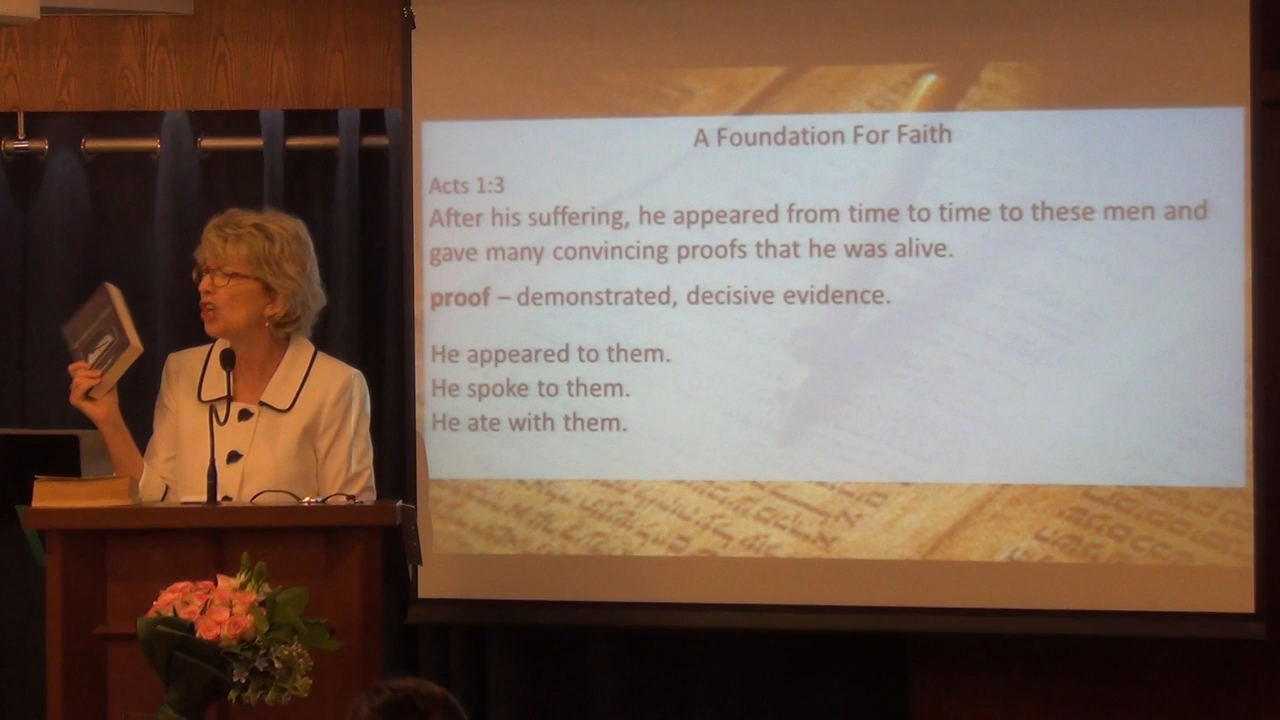 A Foundation For Faith
Acts 1:3
After his suffering, he appeared from time to time to these men and
gave many convincing proofs that he was alive.
proof – demonstrated, decisive evidence.
He appeared to them.
He spoke to them.
He ate with them.